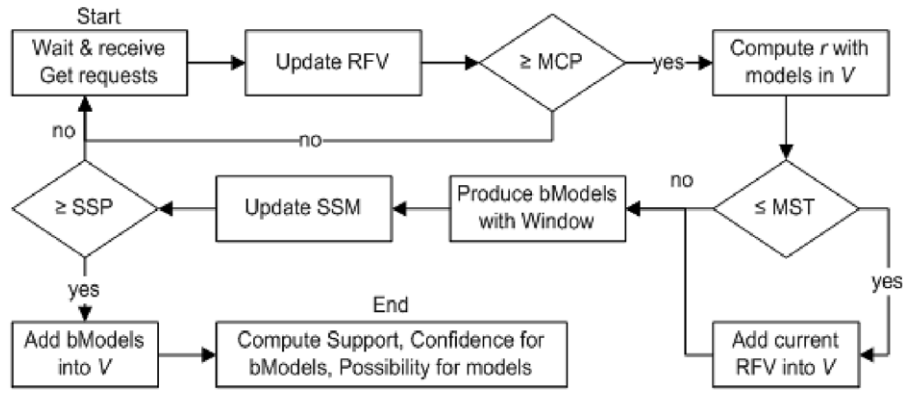 Start
Wait & receive
Get requests
Update RFV
≥ MCP
yes
Compute r with
models in V
no
no
≥ SSP
Update SSM
Produce bModels
with Window
no
≤ MST
yes
yes
Add bModels
into V
End
Compute Support, Confidence for
bModels, Possibility for models
Add current
RFV into V